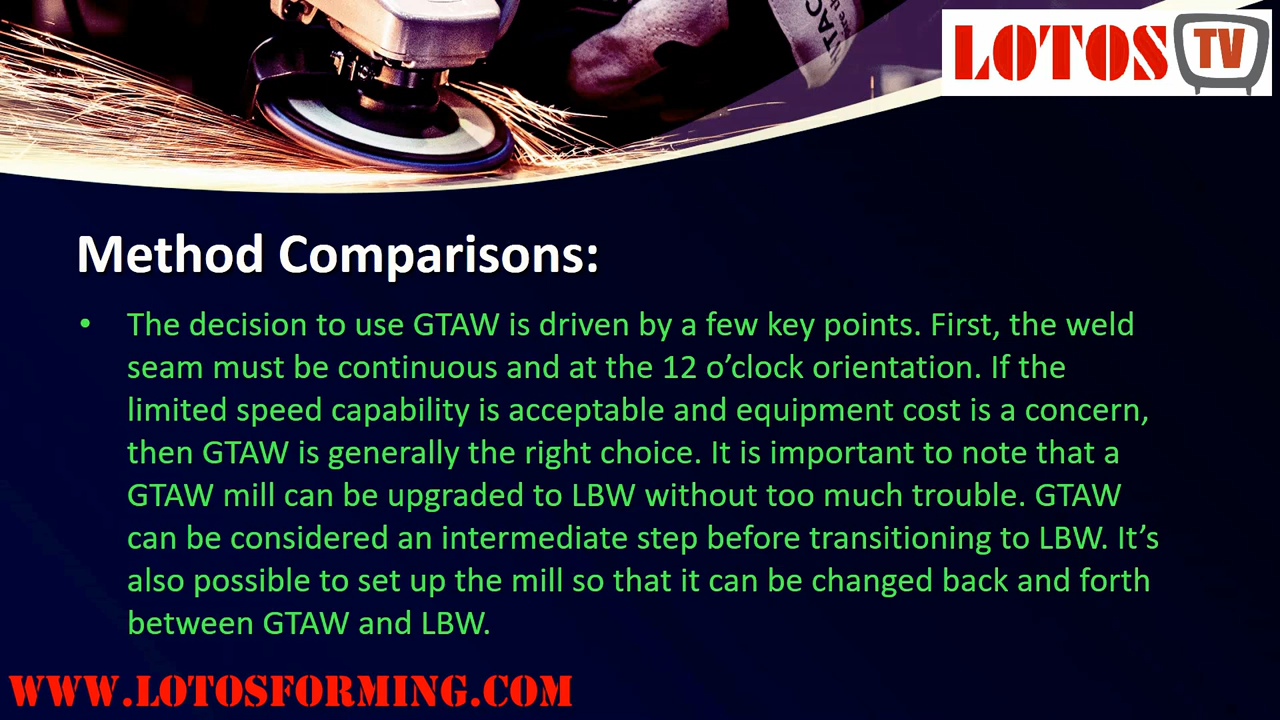 LOTOS TV
Method Comparisons:
• The decision to use GTAW is driven by a few key points. First, the weld
seam must be continuous and at the 12 o’clock orientation. If the
limited speed capability is acceptable and equipment cost is a concern,
then GTAW is generally the right choice. It is important to note that a
GTAW mill can be upgraded to LBW without too much trouble. GTAW
can be considered an intermediate step before transitioning to LBW. It’s
also possible to set up the mill so that it can be changed back and forth
between GTAW and LBW.
WWW.LOTOSFORMING.COM